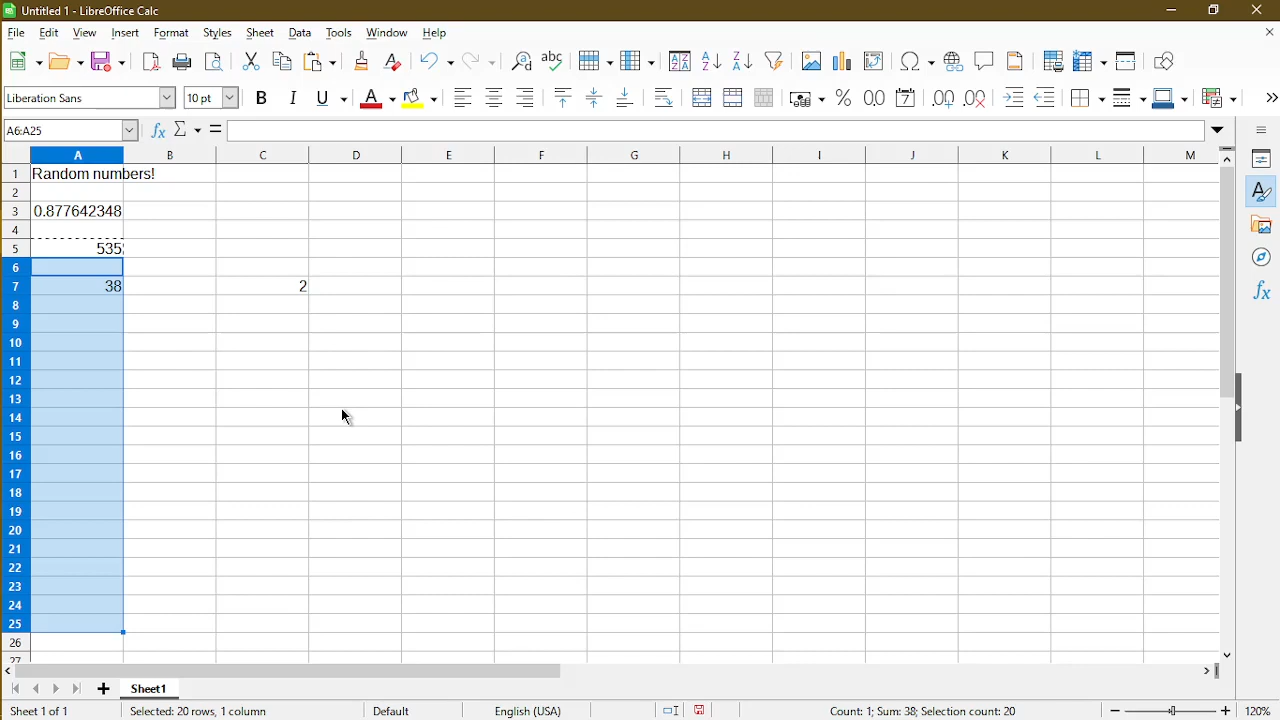 Untitled 1 - LibreOffice Calc
File Edit View Insert Format Styles Sheet Data Tools Window Help
Liberation Sans 10 pt
A6:A25
A B C D E F G H I J K L M
1 Random numbers!
2
3 0.877642348
4
5 535
6
7 38 2
8
9
10
11
12
13
14
15
16
17
18
19
20
21
22
23
24
25
26
27
Sheet1
Sheet 1 of 1 Selected: 20 rows, 1 column Default English (USA) Count: 1; Sum: 38; Selection count: 20 120%